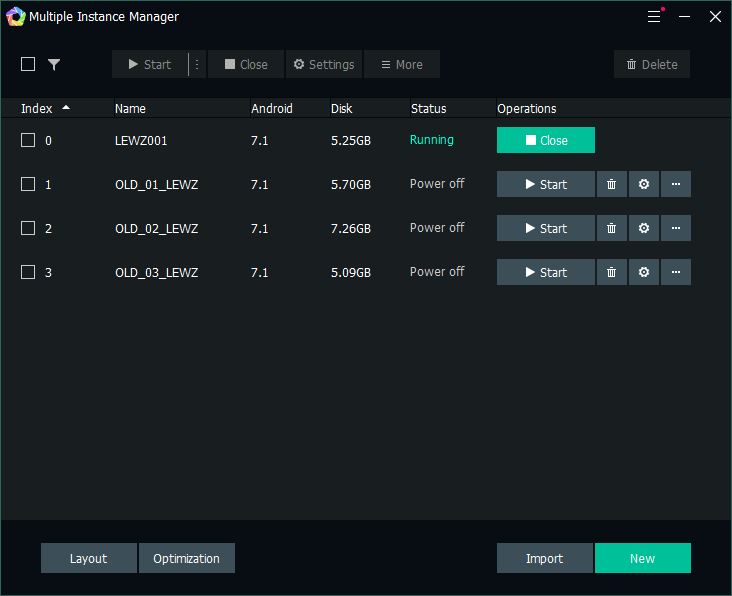 Multiple Instance Manager
Start Close Settings More Delete
Index Name Android Disk Status Operations
0 LEWZ001 7.1 5.25GB Running Close
1 OLD_01_LEWZ 7.1 5.70GB Power off Start
2 OLD_02_LEWZ 7.1 7.26GB Power off Start
3 OLD_03_LEWZ 7.1 5.09GB Power off Start
Layout Optimization Import New